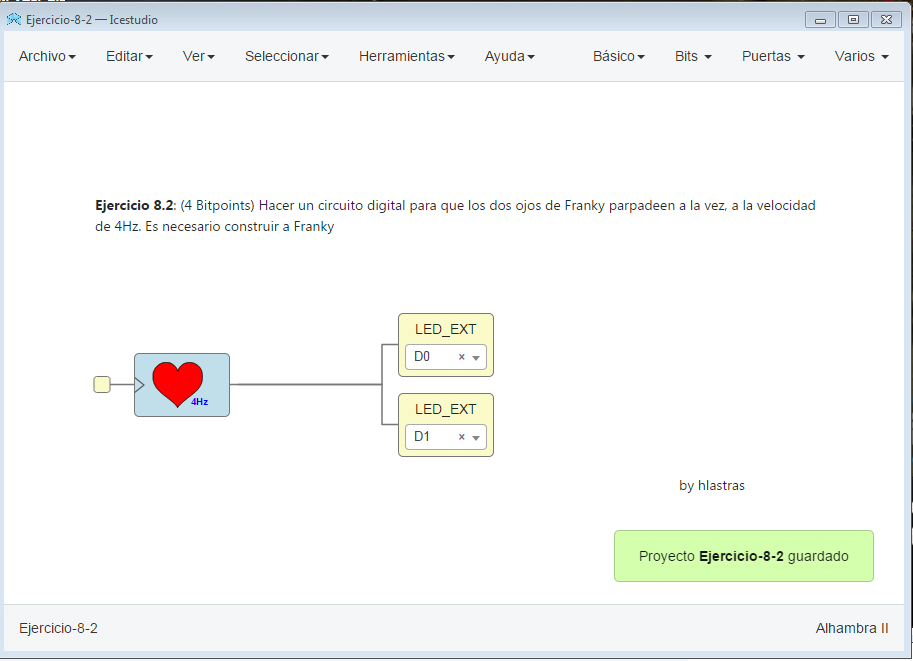 Ejercicio-8-2 — Icestudio
Archivo Editar Ver Seleccionar Herramientas Ayuda Básico Bits Puertas Varios
Ejercicio 8.2: (4 Bitpoints) Hacer un circuito digital para que los dos ojos de Franky parpadeen a la vez, a la velocidad
de 4Hz. Es necesario construir a Franky
LED_EXT
D0
4Hz
LED_EXT
D1
by hlastras
Proyecto Ejercicio-8-2 guardado
Ejercicio-8-2 Alhambra II